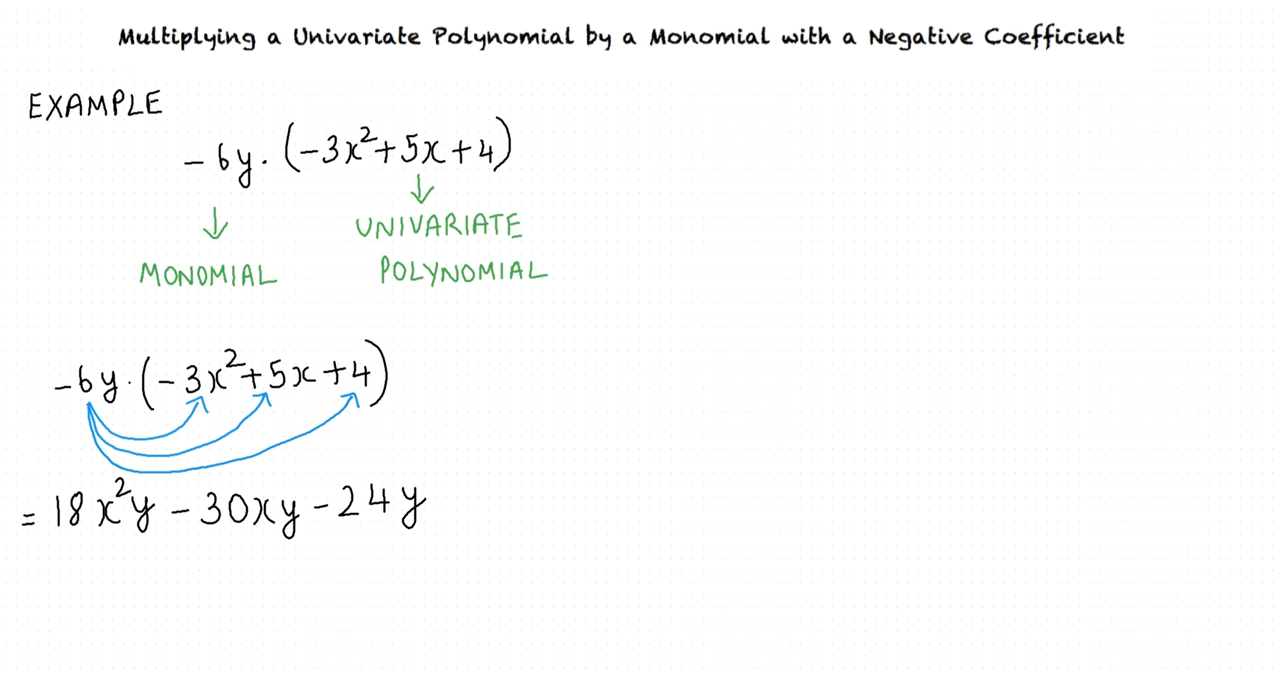 Multiplying a Univariate Polynomial by a Monomial with a Negative Coefficient
EXAMPLE
-6y·(-3x²+5x+4)
↓ ↓
MONOMIAL UNIVARIATE POLYNOMIAL
-6y·(-3x²+5x+4)
= 18x²y - 30xy - 24y